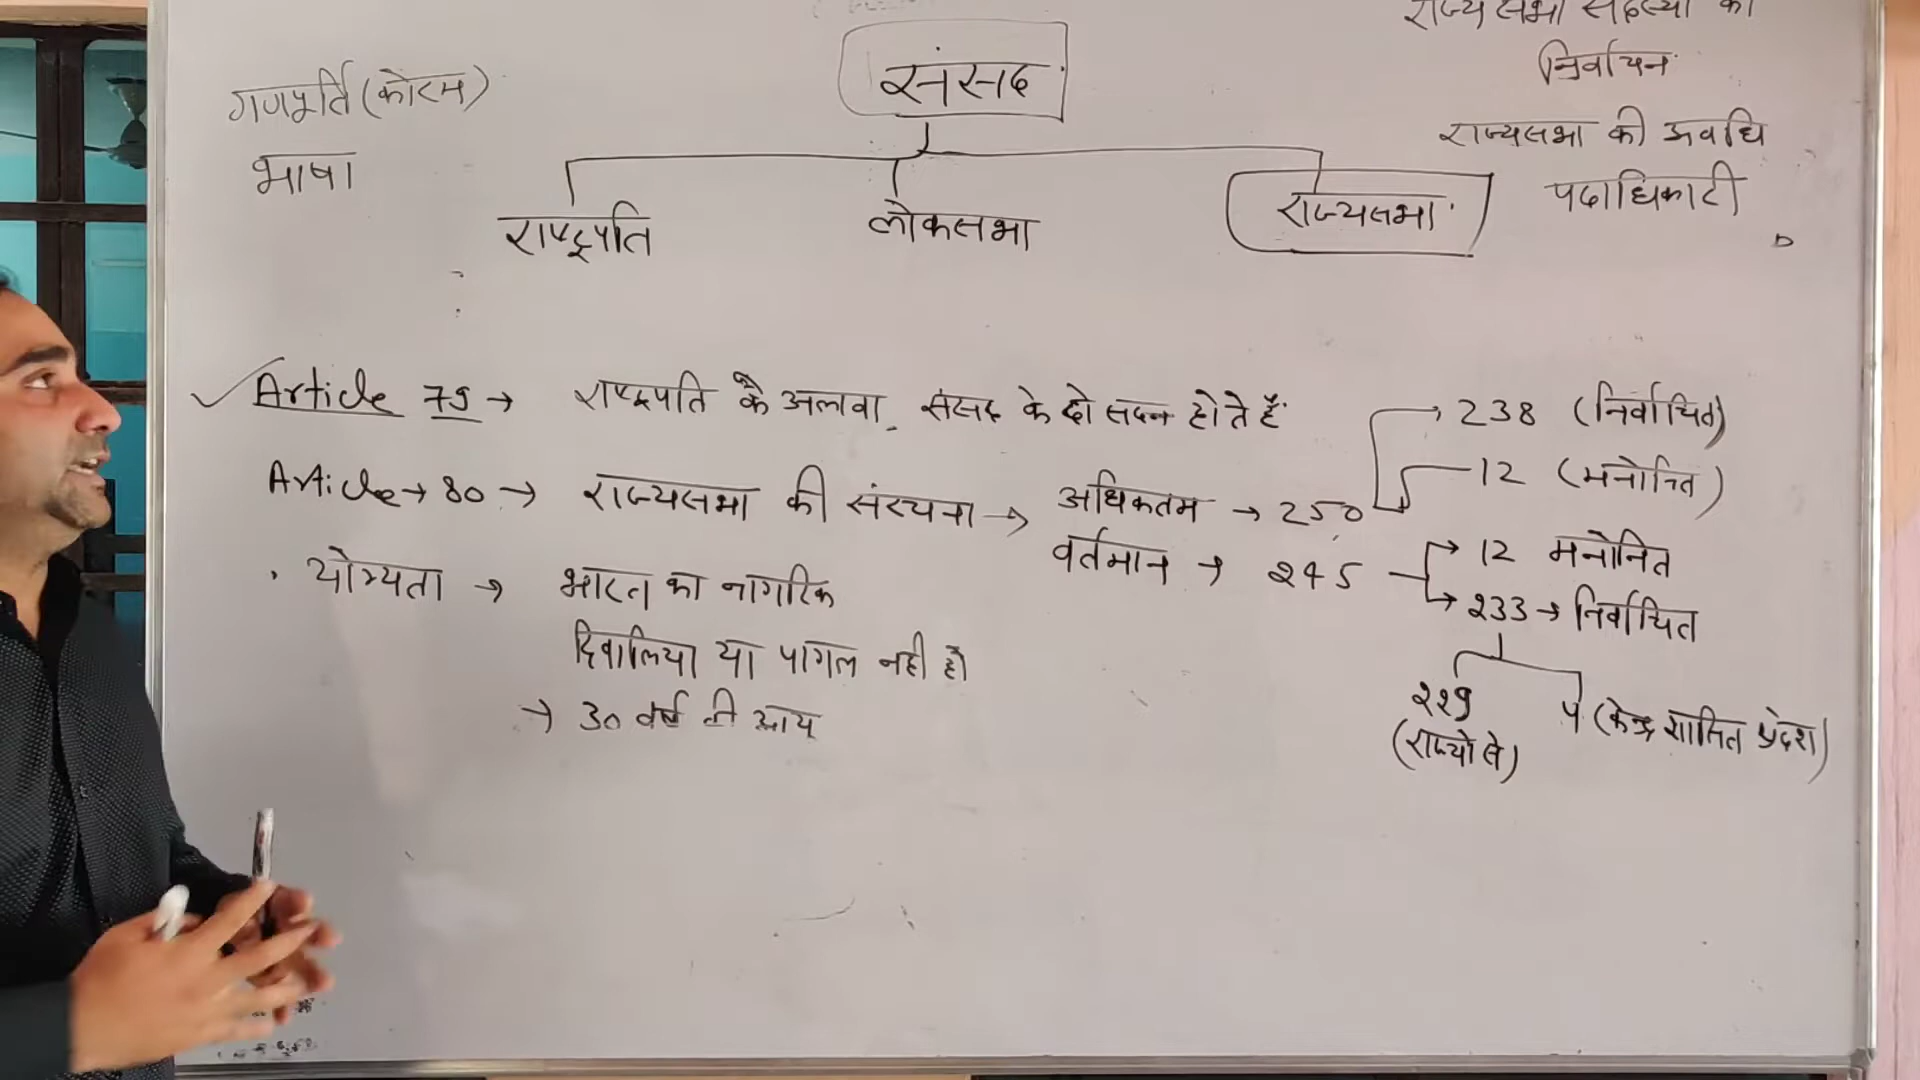 संसद
गणपूर्ति (कोरम)
भाषा
राष्ट्रपति
लोकसभा
राज्यसभा
राज्य सभा सदस्यों का
निर्वाचन
राज्यसभा की अवधि
पदाधिकारी
Article 79 → राष्ट्रपति के अलवा संसद के दो सदन होते हैं
Article → 80 → राज्यसभा की संरचना → अधिकतम → 250
→ 238 (निर्वाचित)
12 (मनोनित)
वर्तमान → 245
→ 12 मनोनित
→ 233 → निर्वाचित
229
(राज्यो से)
4 (केन्द्र शासित प्रदेश)
योग्यता → भारत का नागरिक
दिवालिया या पागल नही हो
→ 30 वर्ष की आयु